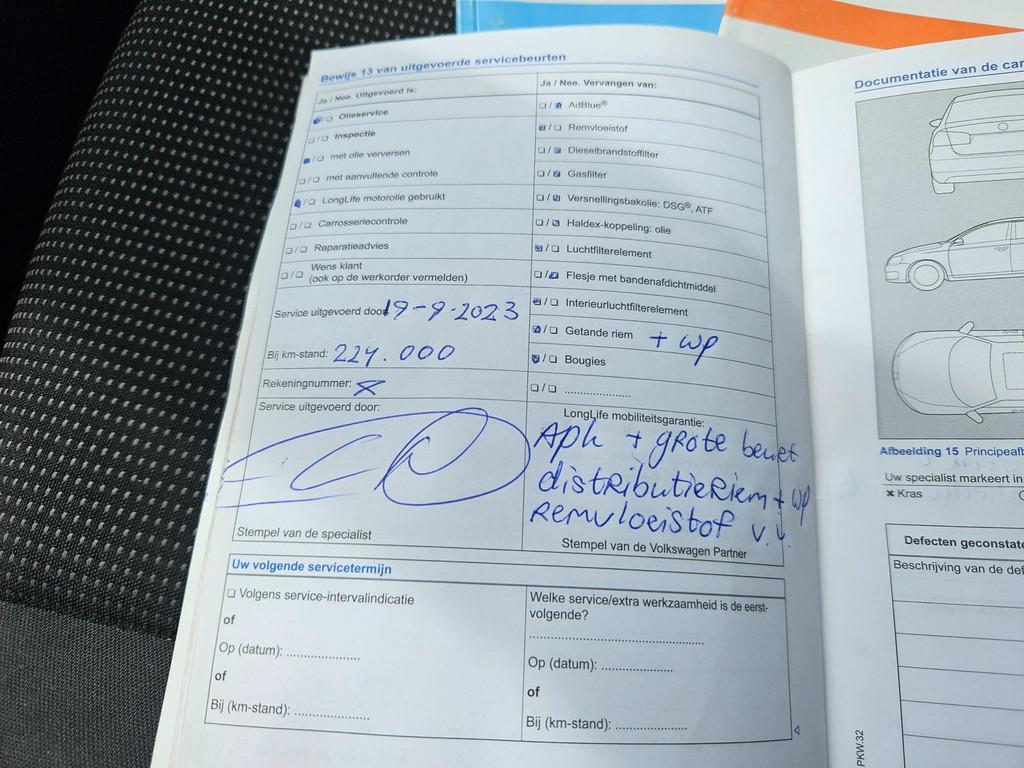 Bewijs 13 van uitgevoerde servicebeurten
Ja / Nee. Uitgevoerd is:
☐/☐ Olieservice
☐/☐ Inspectie
☐/☐ met olie verversen
☐/☐ met aanvullende controle
☐/☐ LongLife motorolie gebruikt
☐/☐ Carrosseriecontrole
☐/☐ Reparatieadvies
☐/☐ Wens klant
(ook op de werkorder vermelden)
Service uitgevoerd door: 19-9-2023
Bij km-stand: 224.000
Rekeningnummer: X
Service uitgevoerd door:
Stempel van de specialist
Ja / Nee. Vervangen van:
☐/☐ AdBlue®
☐/☐ Remvloeistof
☐/☐ Dieselbrandstoffilter
☐/☐ Gasfilter
☐/☐ Versnellingsbakolie: DSG®, ATF
☐/☐ Haldex-koppeling: olie
☐/☐ Luchtfilterelement
☐/☐ Flesje met bandenafdichtmiddel
☐/☐ Interieurluchtfilterelement
☐/☐ Getande riem + wp
☐/☐ Bougies
☐/☐ .....................
LongLife mobiliteitsgarantie:
APK + gROte beuRt
distRibutieRiem + wp
Remvloeistof v.v.
Stempel van de Volkswagen Partner
Uw volgende servicetermijn
☐ Volgens service-intervalindicatie
of
Op (datum): ....................
of
Bij (km-stand): ....................
Welke service/extra werkzaamheid is de eerst-
volgende?
................................................
Op (datum): ....................
of
Bij (km-stand): ....................
Documentatie van de car
Afbeelding 15 Principeaf
Uw specialist markeert in
× Kras
Defecten geconstate
Beschrijving van de def
PKW.32